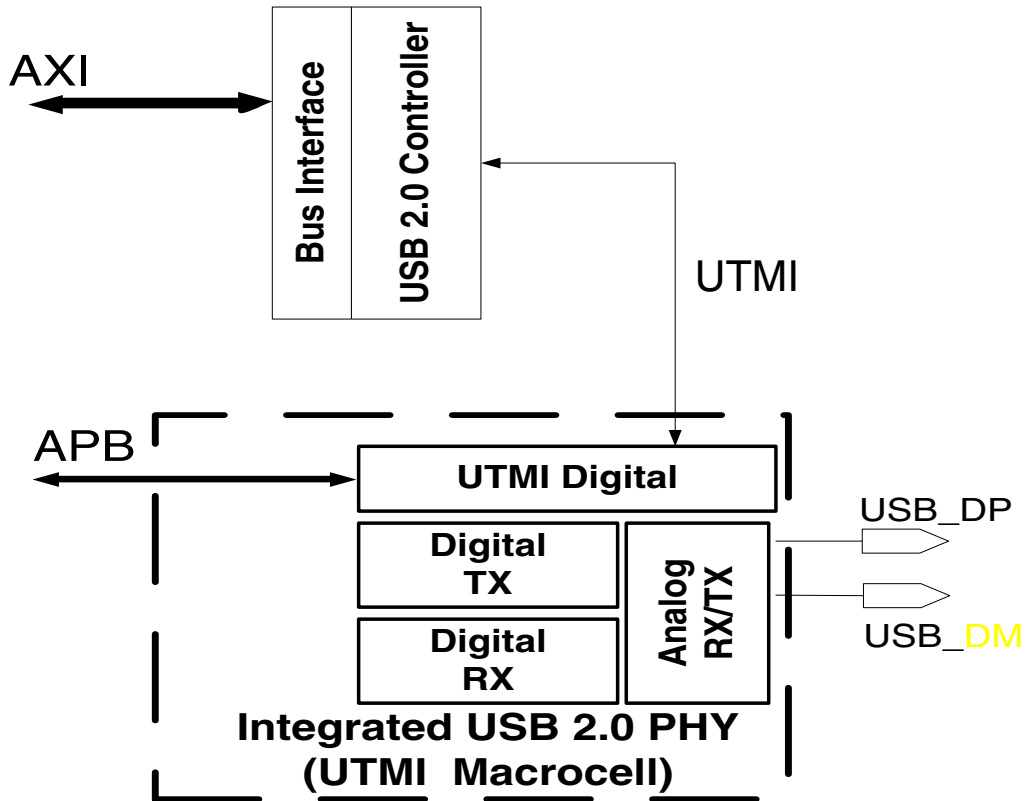 AXI
Bus Interface
USB 2.0 Controller
UTMI
APB
UTMI Digital
Digital
TX
Analog
RX/TX
Digital
RX
USB_DP
USB_DM
Integrated USB 2.0 PHY
(UTMI Macrocell)